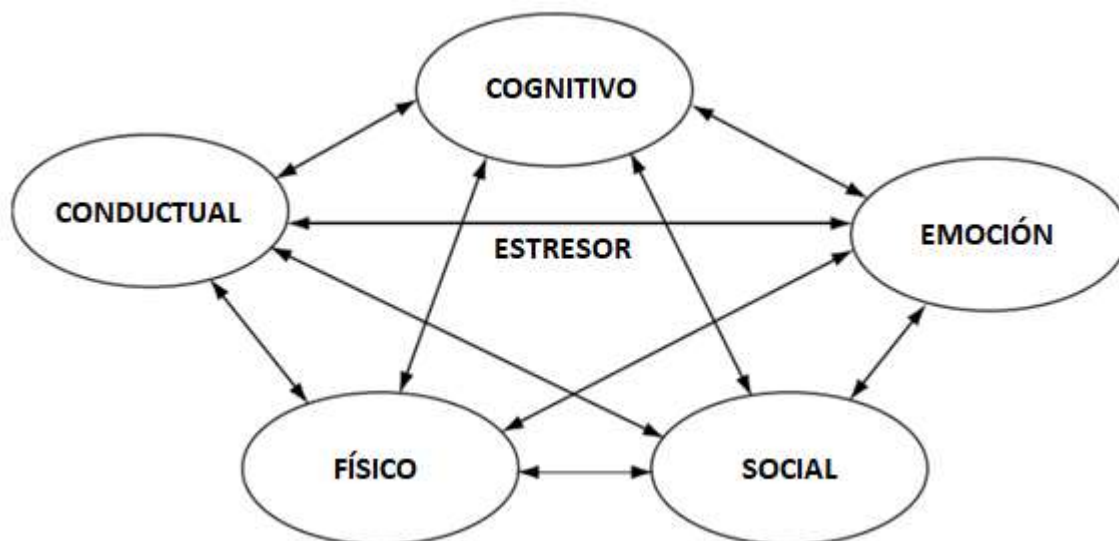 COGNITIVO
CONDUCTUAL
EMOCIÓN
ESTRESOR
FÍSICO
SOCIAL